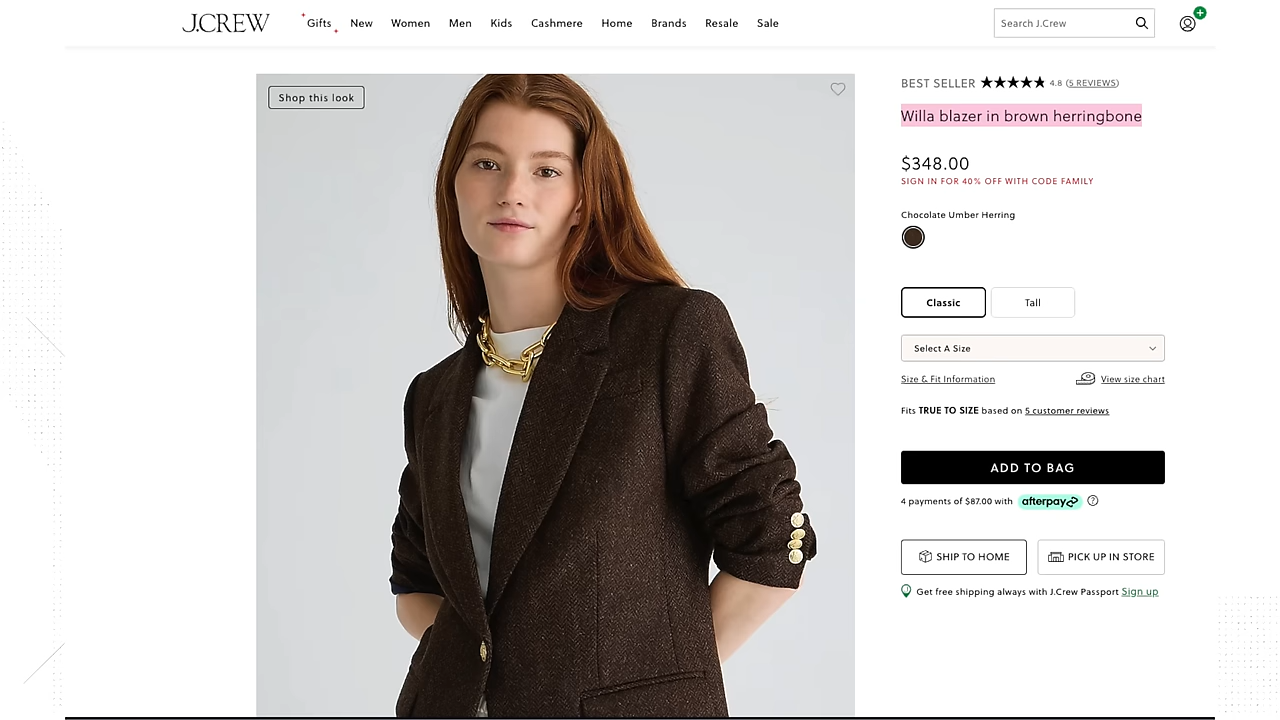 J.CREW
Gifts New Women Men Kids Cashmere Home Brands Resale Sale
Search J.Crew
Shop this look
BEST SELLER 4.8 (5 REVIEWS)
Willa blazer in brown herringbone
$348.00
SIGN IN FOR 40% OFF WITH CODE FAMILY
Chocolate Umber Herring
Classic Tall
Select A Size
Size & Fit Information View size chart
Fits TRUE TO SIZE based on 5 customer reviews
ADD TO BAG
4 payments of $87.00 with afterpay
SHIP TO HOME PICK UP IN STORE
Get free shipping always with J.Crew Passport Sign up